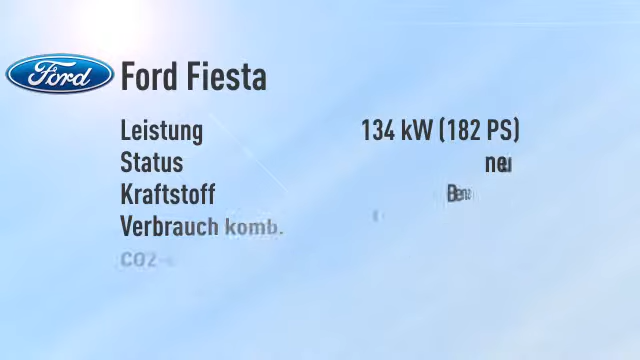 Ford Ford Fiesta
Leistung 134 kW (182 PS)
Status neu
Kraftstoff
Verbrauch komb.
CO2